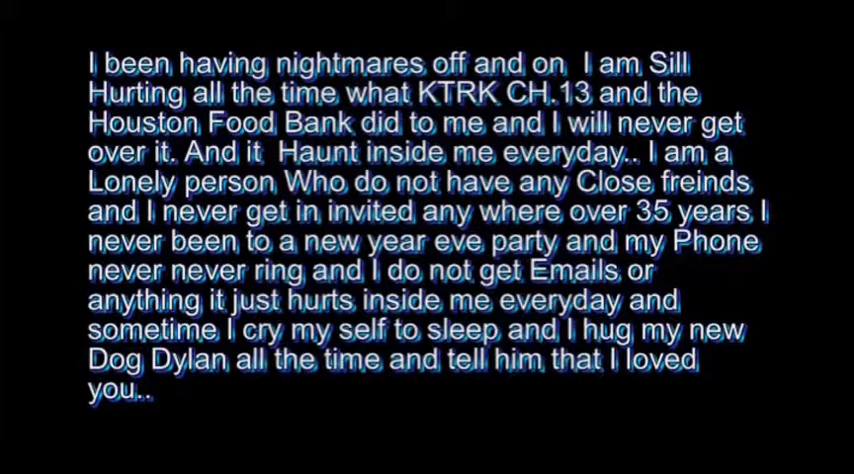 I been having nightmares off and on  I am Sill
Hurting all the time what KTRK CH.13 and the
Houston Food Bank did to me and I will never get
over it. And it  Haunt inside me everyday.. I am a
Lonely person Who do not have any Close freinds
and I never get in invited any where over 35 years I
never been to a new year eve party and my Phone
never never ring and I do not get Emails or
anything it just hurts inside me everyday and
sometime I cry my self to sleep and I hug my new
Dog Dylan all the time and tell him that I loved
you..